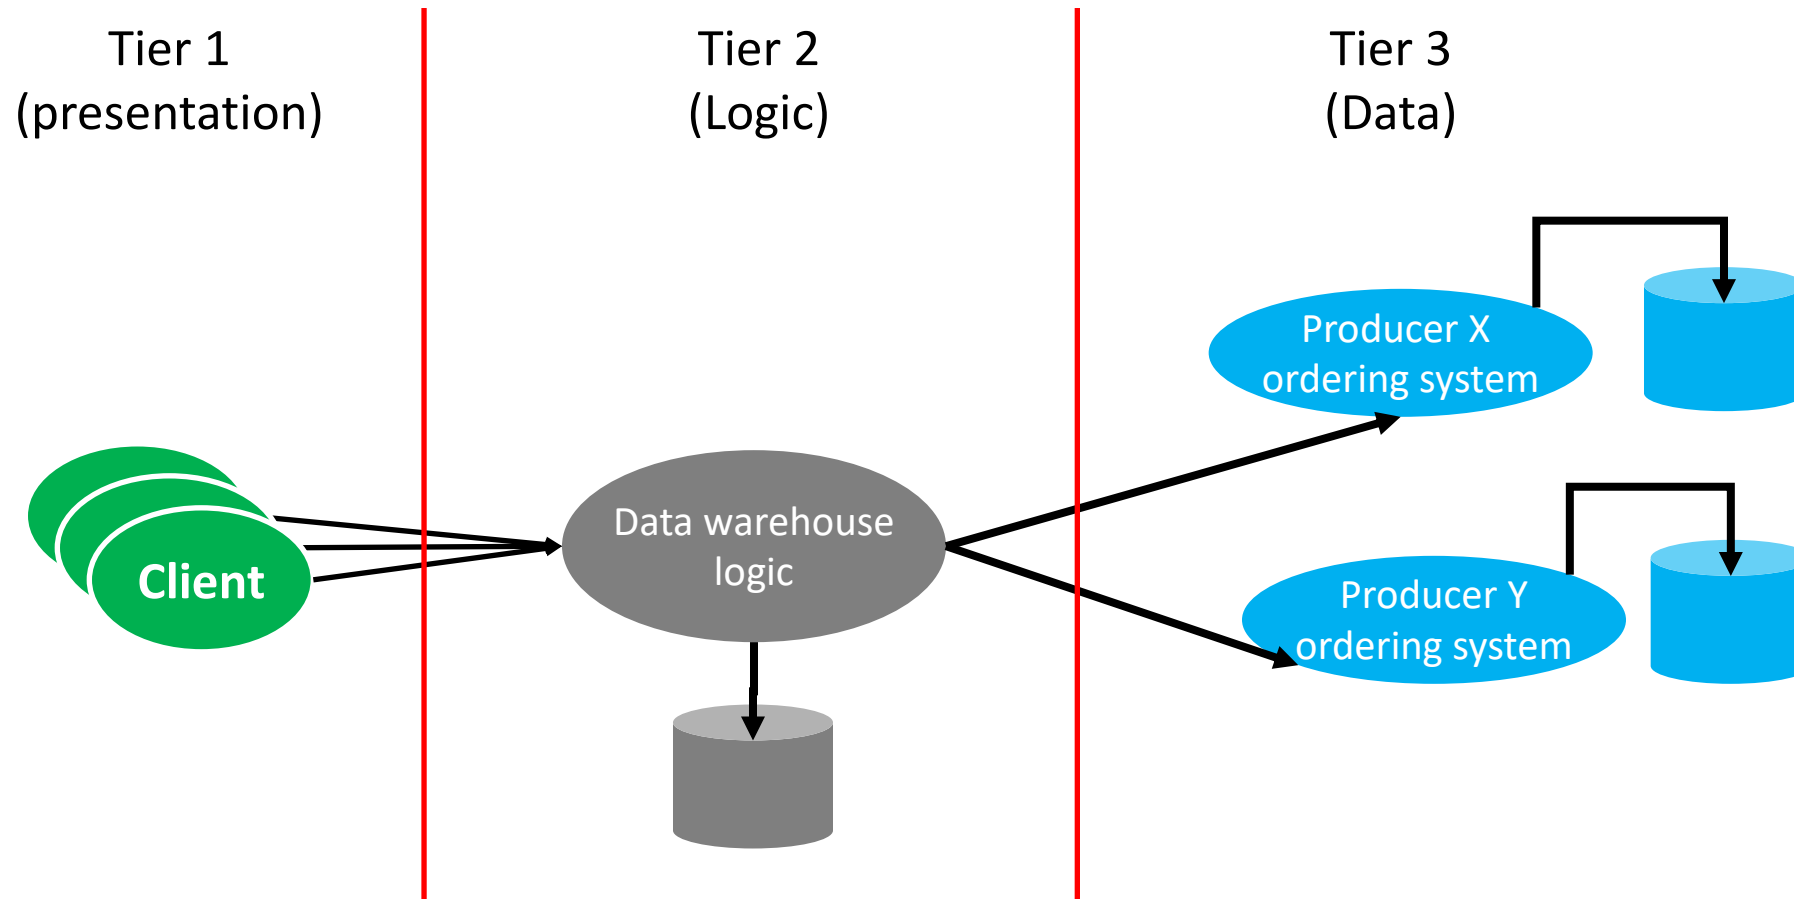 Tier 1
(presentation)
Tier 2
(Logic)
Tier 3
(Data)
Client
Data warehouse
logic
Producer X
ordering system
Producer Y
ordering system